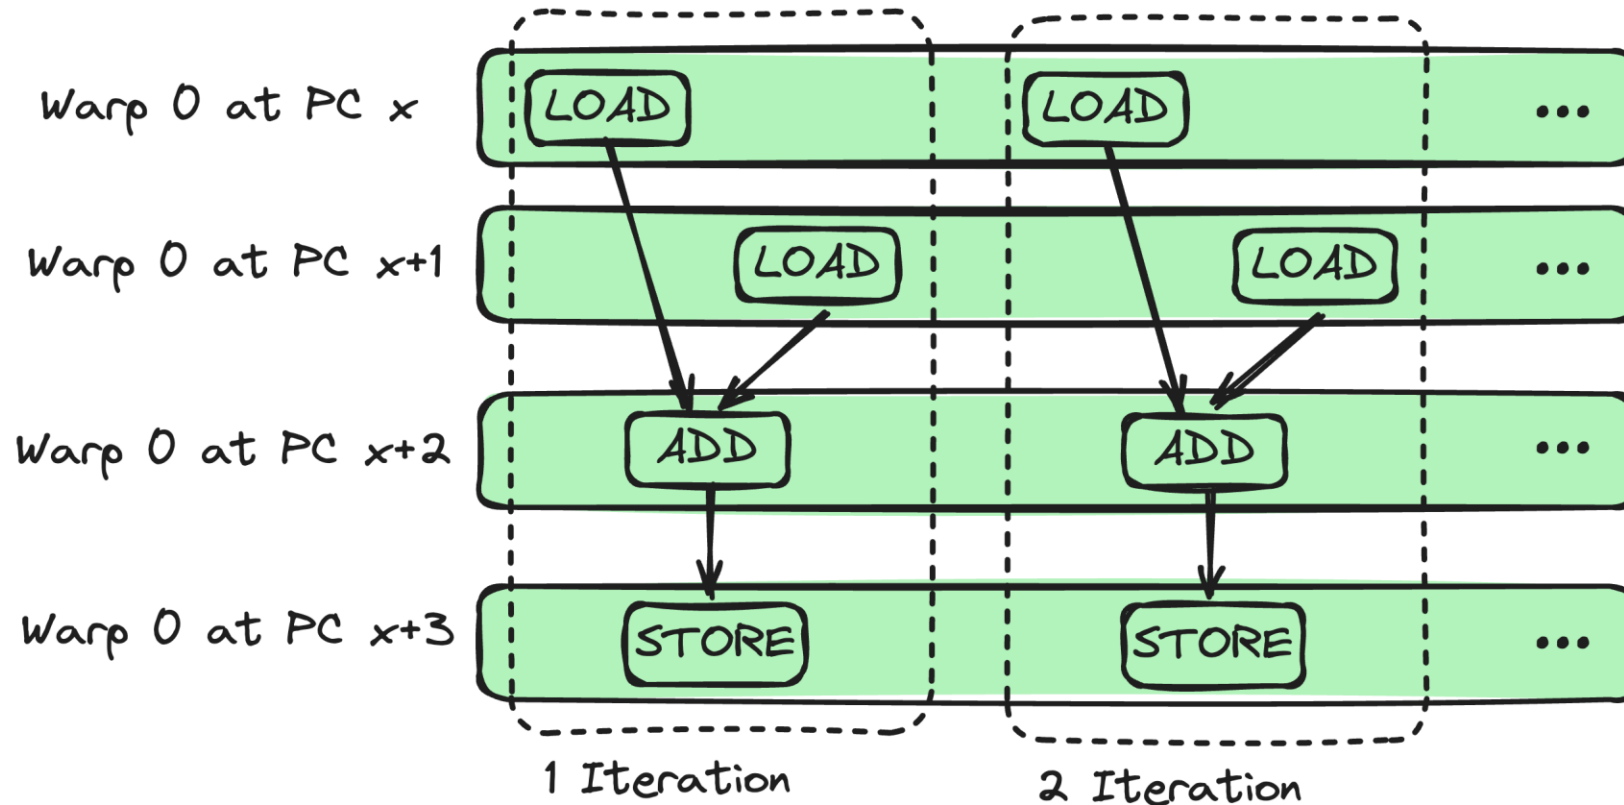 Warp 0 at PC x
LOAD
LOAD
...
Warp 0 at PC x+1
LOAD
LOAD
...
Warp 0 at PC x+2
ADD
ADD
...
Warp 0 at PC x+3
STORE
STORE
...
1 Iteration
2 Iteration